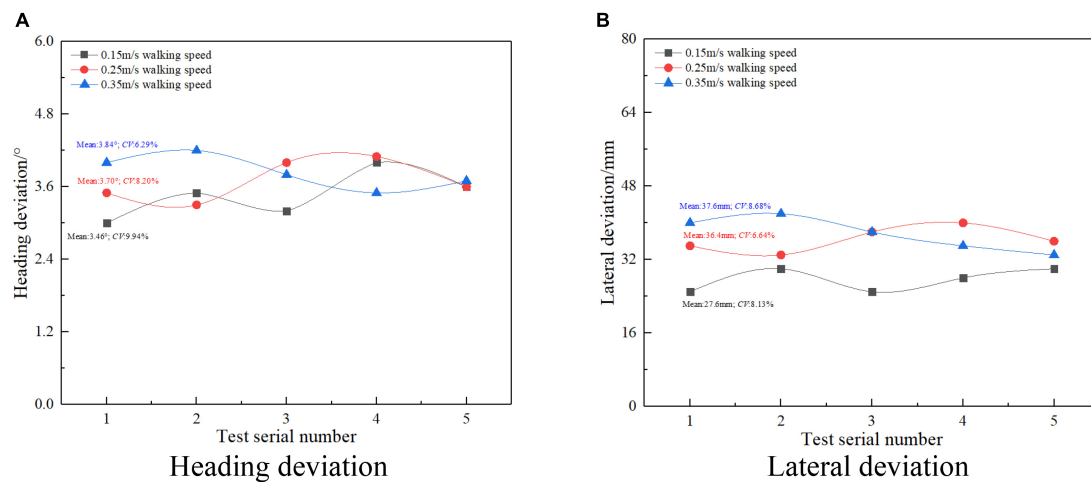 A
6.0
4.8
3.6
2.4
1.2
0.0
Heading deviation/°
0.15m/s walking speed
0.25m/s walking speed
0.35m/s walking speed
Mean:3.84°; CV:6.29%
Mean:3.70°; CV:8.20%
Mean:3.46°; CV:9.94%
1 2 3 4 5
Test serial number
Heading deviation
B
80
64
48
32
16
0
Lateral deviation/mm
0.15m/s walking speed
0.25m/s walking speed
0.35m/s walking speed
Mean:37.6mm; CV:8.68%
Mean:36.4mm; CV:6.64%
Mean:27.6mm; CV:8.13%
1 2 3 4 5
Test serial number
Lateral deviation